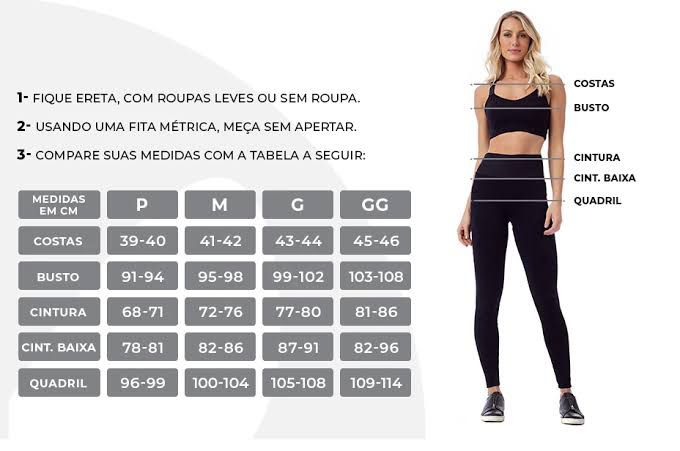 1- FIQUE ERETA, COM ROUPAS LEVES OU SEM ROUPA.
2- USANDO UMA FITA MÉTRICA, MEÇA SEM APERTAR.
3- COMPARE SUAS MEDIDAS COM A TABELA A SEGUIR:
MEDIDAS EM CM P M G GG
COSTAS 39-40 41-42 43-44 45-46
BUSTO 91-94 95-98 99-102 103-108
CINTURA 68-71 72-76 77-80 81-86
CINT. BAIXA 78-81 82-86 87-91 82-96
QUADRIL 96-99 100-104 105-108 109-114
COSTAS
BUSTO
CINTURA
CINT. BAIXA
QUADRIL